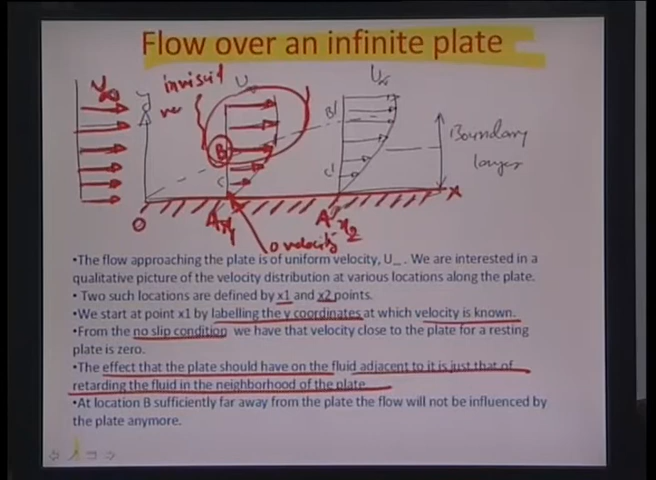 Flow over an infinite plate
inviscid
U
U∞
y
B
B'
C
C'
Boundary
layer
O
A x1
A' x2
x
0 velocity
•The flow approaching the plate is of uniform velocity, U_ . We are interested in a
qualitative picture of the velocity distribution at various locations along the plate.
• Two such locations are defined by x1 and x2 points.
•We start at point x1 by labelling the y coordinates at which velocity is known.
•From the no slip condition we have that velocity close to the plate for a resting
plate is zero.
•The effect that the plate should have on the fluid adjacent to it is just that of
retarding the fluid in the neighborhood of the plate
•At location B sufficiently far away from the plate the flow will not be influenced by
the plate anymore.